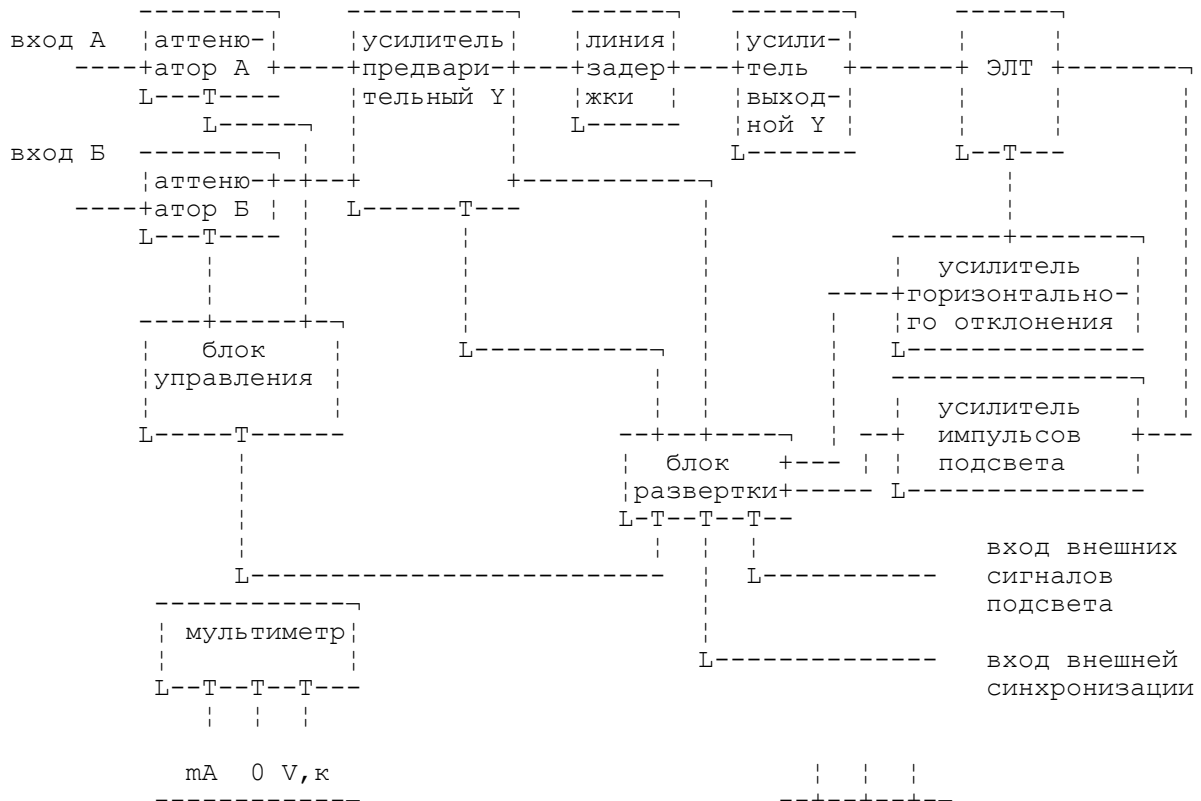 вход А
аттеню-
атор А
усилитель
предвари-
тельный Y
линия
задер
жки
усили-
тель
выход-
ной Y
ЭЛТ
вход Б
аттеню-
атор Б
усилитель
горизонтально-
го отклонения
блок
управления
усилитель
импульсов
подсвета
блок
развертки
вход внешних
сигналов
подсвета
мультиметр
вход внешней
синхронизации
mA 0 V,к